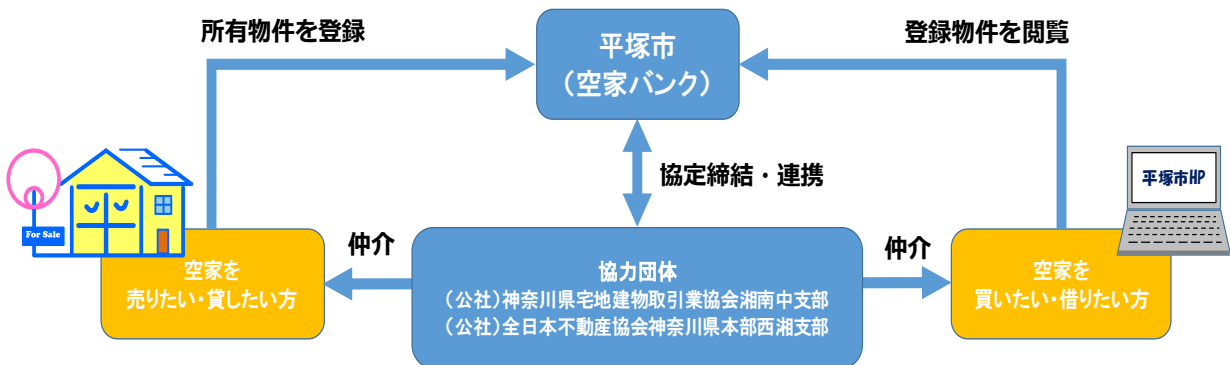 所有物件を登録
平塚市
（空家バンク）
登録物件を閲覧
協定締結・連携
平塚市HP
For Sale
仲介
仲介
空家を
売りたい・貸したい方
協力団体
（公社）神奈川県宅地建物取引業協会湘南中支部
（公社）全日本不動産協会神奈川県本部西湘支部
空家を
買いたい・借りたい方